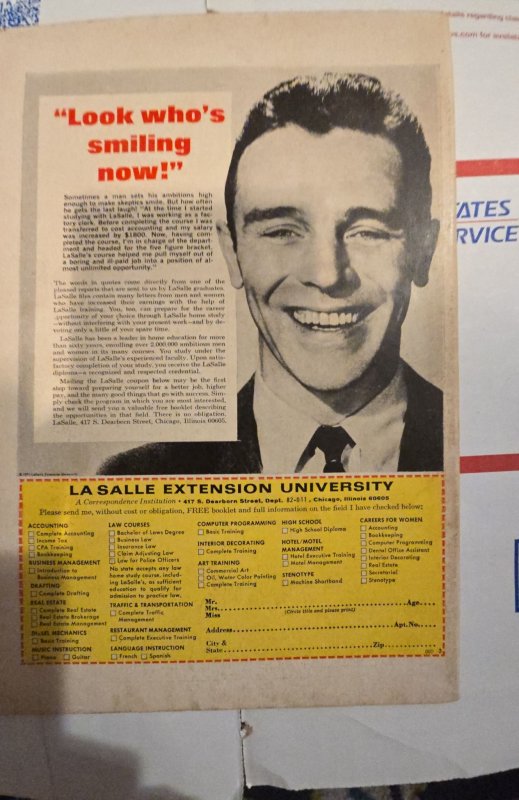 “Look who’s
smiling
now!”
Sometimes a man sets his ambitions high
enough to make skeptics smile. But how often
he gets the last laugh! “At the time I started
studying with LaSalle, I was working as a fac-
tory clerk. Before completing the course I was
transferred to cost accounting and my salary
was increased by $1800. Now, having com-
pleted the course, I’m in charge of the depart-
ment and headed for the five figure bracket.
LaSalle’s course helped me pull myself out of
a boring and ill-paid job into a position of al-
most unlimited opportunity.”
The words in quotes come directly from one of the
pleased reports that are sent to us by LaSalle graduates.
LaSalle files contain many letters from men and women
who have increased their earnings with the help of
LaSalle training. You, too, can prepare for the career
opportunity of your choice through LaSalle home study
—without interfering with your present work—and by de-
voting only a little of your spare time.
LaSalle has been a leader in home education for more
than sixty years, enrolling over 2,000,000 ambitious men
and women in its many courses. You study under the
supervision of LaSalle’s experienced faculty. Upon satis-
factory completion of your study, you receive the LaSalle
diploma—a recognized and respected credential.
Mailing the LaSalle coupon below may be the first
step toward preparing yourself for a better job, higher
pay, and the many good things that go with success. Sim-
ply check the program in which you are most interested,
and we will send you a valuable free booklet describing
the opportunities in that field. There is no obligation.
LaSalle, 417 S. Dearborn Street, Chicago, Illinois 60605.
LA SALLE EXTENSION UNIVERSITY
A Correspondence Institution • 417 S. Dearborn Street, Dept. 82-011, Chicago, Illinois 60605
Please send me, without cost or obligation, FREE booklet and full information on the field I have checked below:
ACCOUNTING
Complete Accounting
Income Tax
CPA Training
Bookkeeping
BUSINESS MANAGEMENT
Introduction to
Business Management
DRAFTING
Complete Drafting
REAL ESTATE
Complete Real Estate
Real Estate Brokerage
Real Estate Management
DIESEL MECHANICS
Basic Training
MUSIC INSTRUCTION
Piano Guitar
LAW COURSES
Bachelor of Laws Degree
Business Law
Insurance Law
Claim Adjusting Law
Law for Police Officers
No state accepts any law
home study course, includ-
ing LaSalle's, as sufficient
education to qualify for
admission to practice law.
TRAFFIC & TRANSPORTATION
Complete Traffic
Management
RESTAURANT MANAGEMENT
Complete Executive Training
LANGUAGE INSTRUCTION
French Spanish
COMPUTER PROGRAMMING
Basic Training
INTERIOR DECORATING
Complete Training
ART TRAINING
Commercial Art
Oil, Water Color Painting
Complete Training
HIGH SCHOOL
High School Diploma
HOTEL/MOTEL
MANAGEMENT
Hotel Executive Training
Motel Management
STENOTYPE
Machine Shorthand
CAREERS FOR WOMEN
Accounting
Bookkeeping
Computer Programming
Dental Office Assistant
Interior Decorating
Real Estate
Secretarial
Stenotype
Mr.
Mrs. Age
Miss (Circle title and please print)
Address Apt.No.
City &
State Zip
regarding
.com for
ATES
RVICE